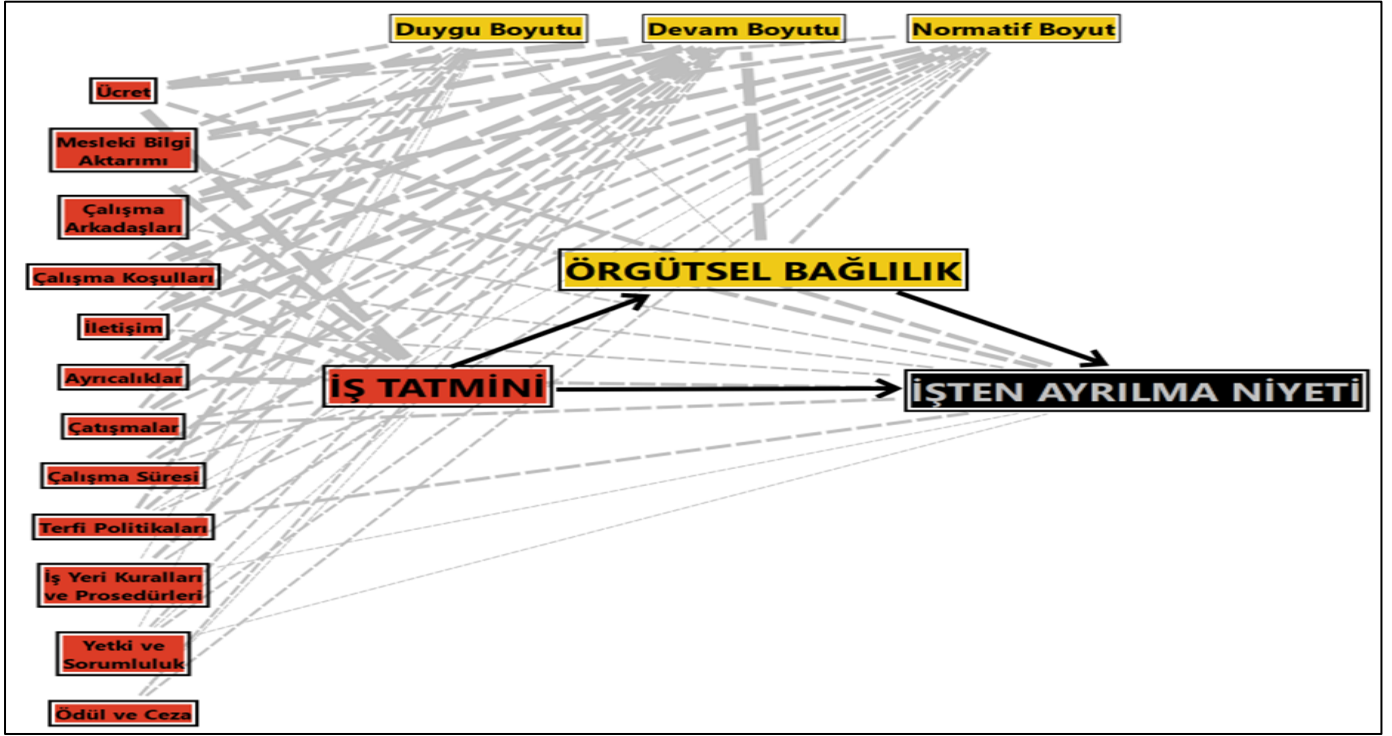 Duygu Boyutu
Devam Boyutu
Normatif Boyut
Ücret
Mesleki Bilgi
Aktarımı
Çalışma
Arkadaşları
Çalışma Koşulları
İletişim
Ayrıcalıklar
Çatışmalar
Çalışma Süresi
Terfi Politikaları
İş Yeri Kuralları
ve Prosedürleri
Yetki ve
Sorumluluk
Ödül ve Ceza
ÖRGÜTSEL BAĞLILIK
İŞ TATMİNİ
İŞTEN AYRILMA NİYETİ